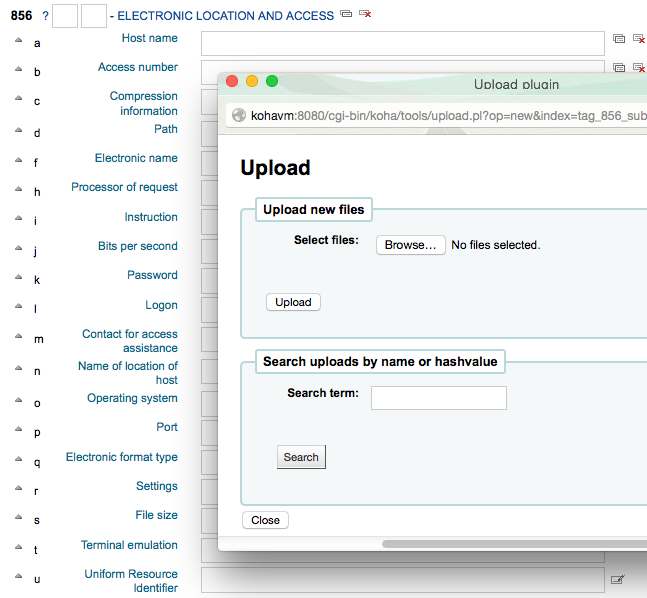 856 ? - ELECTRONIC LOCATION AND ACCESS
a Host name
b Access number
c Compression
information
d Path
f Electronic name
h Processor of request
i Instruction
j Bits per second
k Password
l Logon
m Contact for access
assistance
n Name of location of
host
o Operating system
p Port
q Electronic format type
r Settings
s File size
t Terminal emulation
u Uniform Resource
Identifier
Upload plugin
kohavm:8080/cgi-bin/koha/tools/upload.pl?op=new&index=tag_856_sub
Upload
Upload new files
Select files: Browse... No files selected.
Upload
Search uploads by name or hashvalue
Search term:
Search
Close